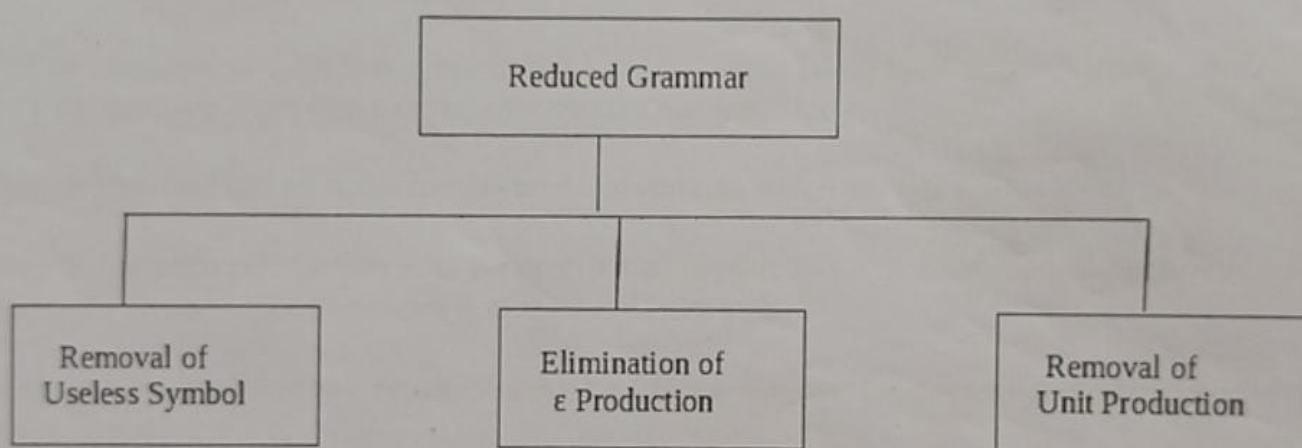 Reduced Grammar
Removal of
Useless Symbol
Elimination of
ε Production
Removal of
Unit Production